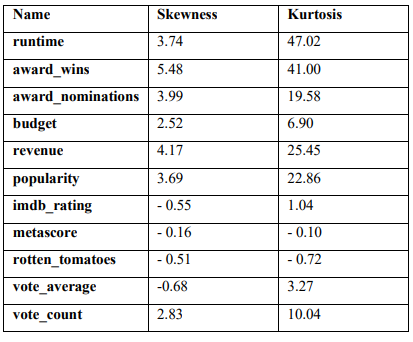 Name Skewness Kurtosis
runtime 3.74 47.02
award_wins 5.48 41.00
award_nominations 3.99 19.58
budget 2.52 6.90
revenue 4.17 25.45
popularity 3.69 22.86
imdb_rating - 0.55 1.04
metascore - 0.16 - 0.10
rotten_tomatoes - 0.51 - 0.72
vote_average -0.68 3.27
vote_count 2.83 10.04